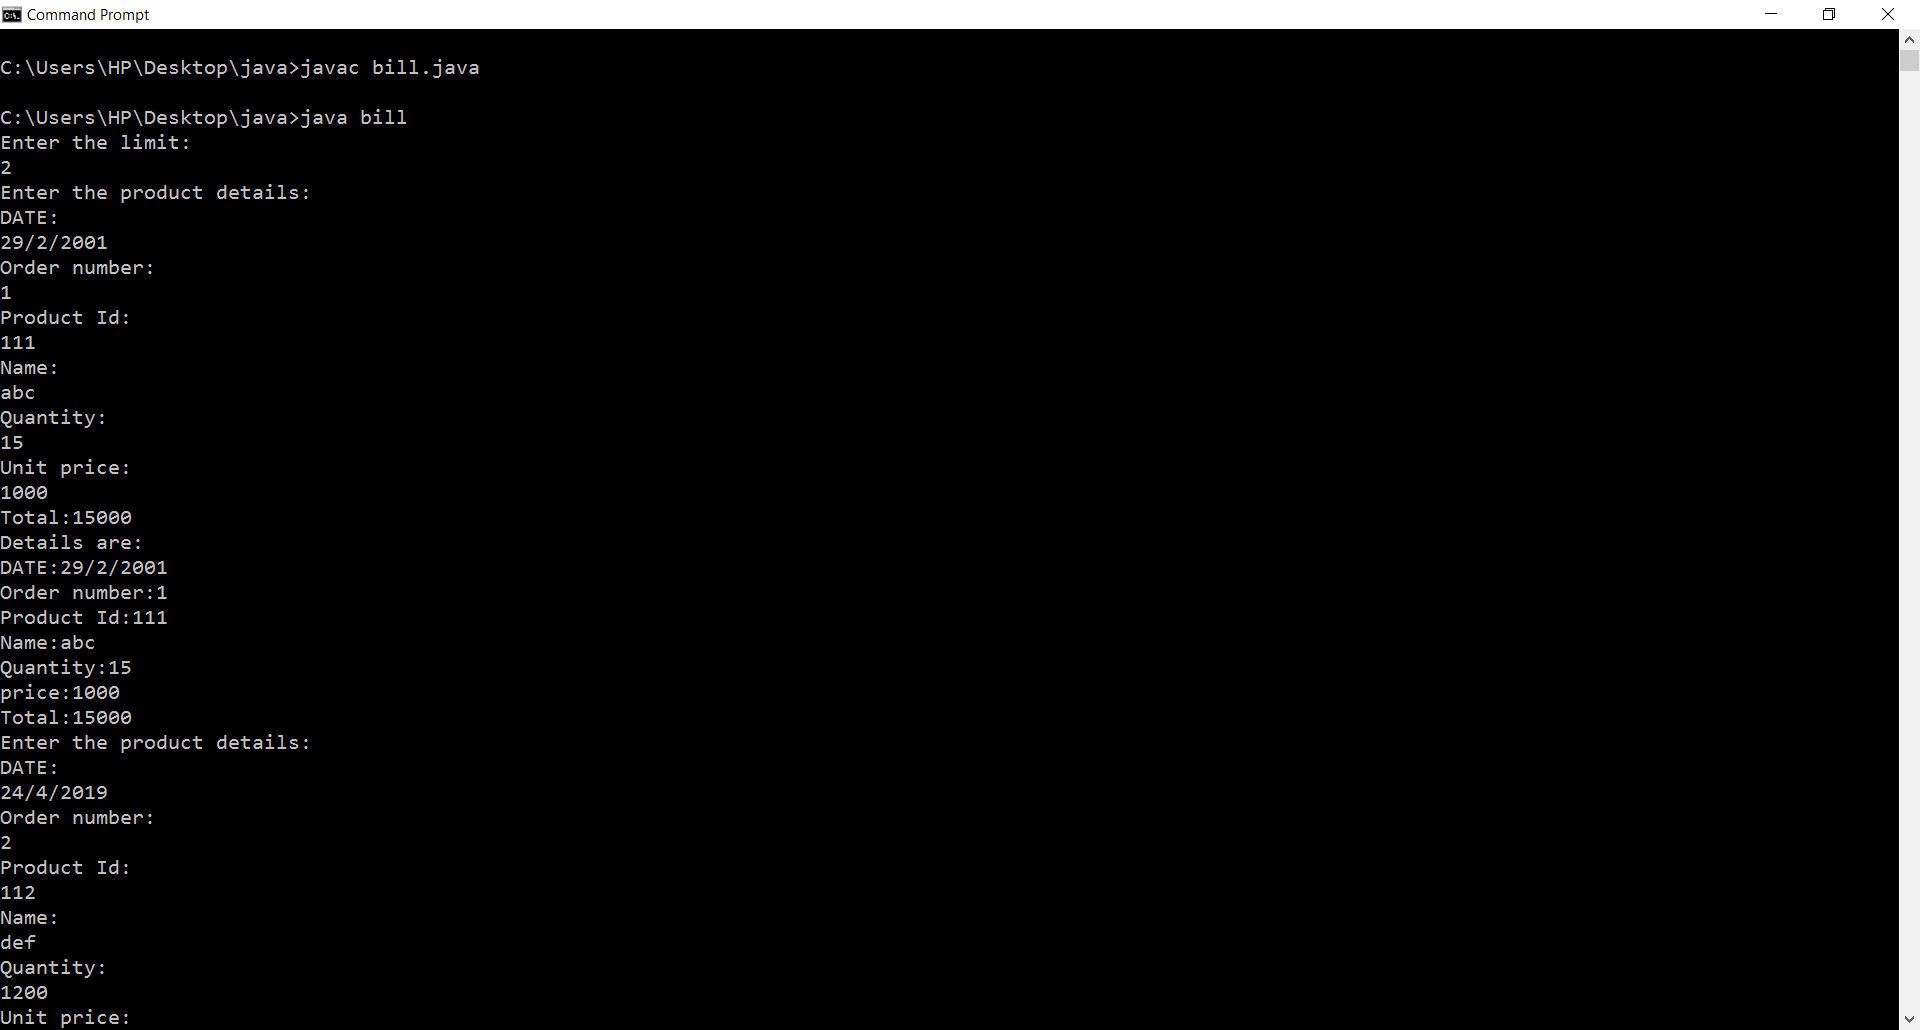 Command Prompt
C:\Users\HP\Desktop\java>javac bill.java
C:\Users\HP\Desktop\java>java bill
Enter the limit:
2
Enter the product details:
DATE:
29/2/2001
Order number:
1
Product Id:
111
Name:
abc
Quantity:
15
Unit price:
1000
Total:15000
Details are:
DATE:29/2/2001
Order number:1
Product Id:111
Name:abc
Quantity:15
price:1000
Total:15000
Enter the product details:
DATE:
24/4/2019
Order number:
2
Product Id:
112
Name:
def
Quantity:
1200
Unit price: